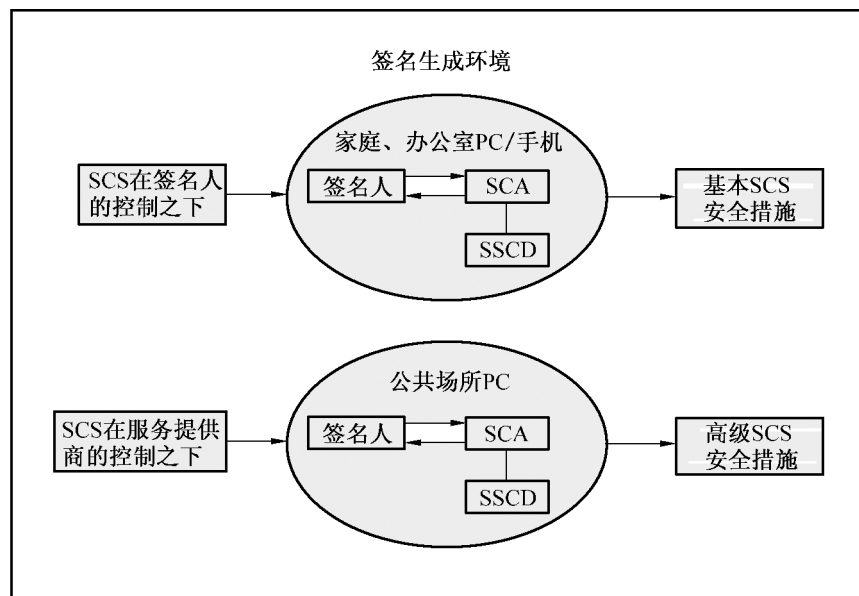 签名生成环境
家庭、办公室PC/手机
SCS在签名人
的控制之下
签名人
SCA
SSCD
基本SCS
安全措施
公共场所PC
SCS在服务提供
商的控制之下
签名人
SCA
SSCD
高级SCS
安全措施